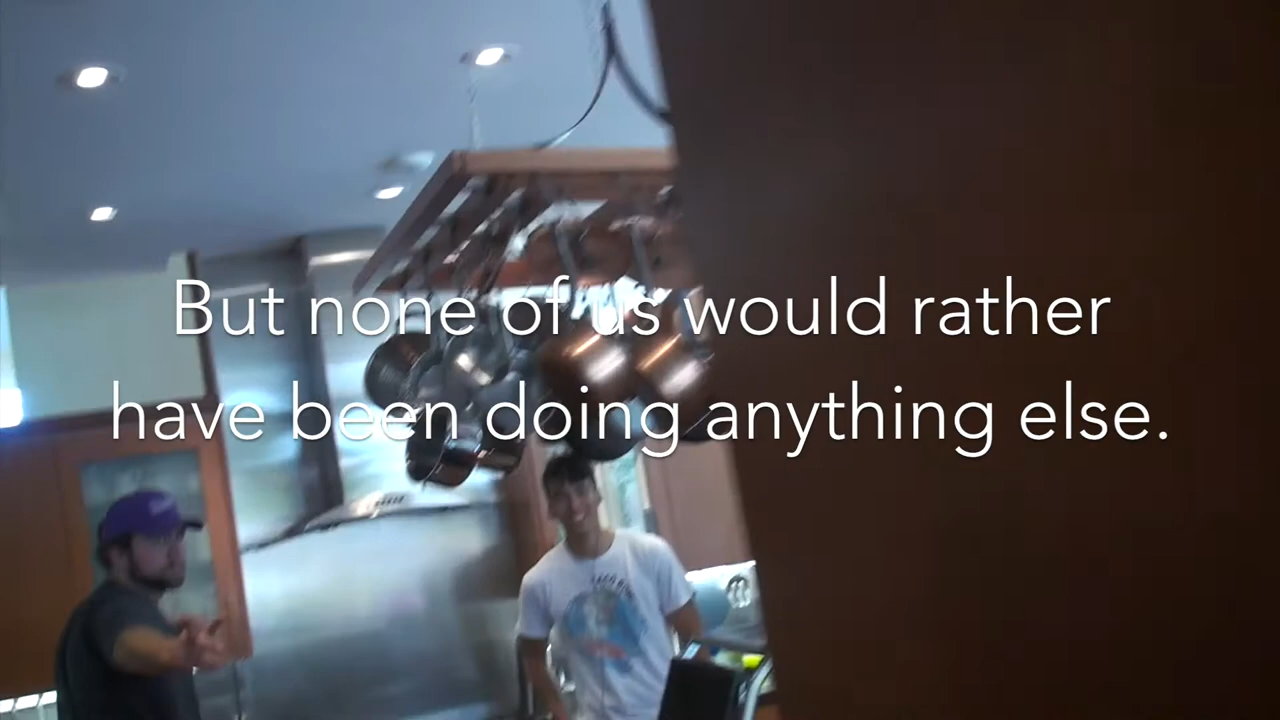 But none of us would rather
have been doing anything else.